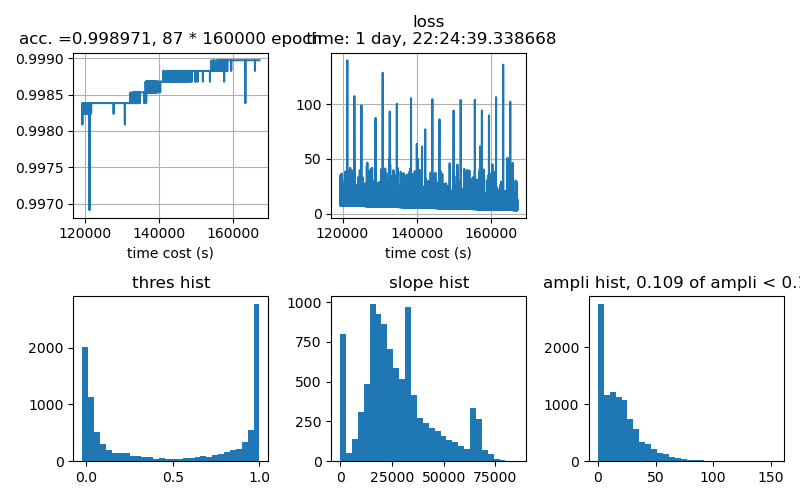 loss
acc. =0.998971, 87 * 160000 epoch
time: 1 day, 22:24:39.338668
0.9990
0.9985
0.9980
0.9975
0.9970
120000 140000 160000
time cost (s)
100
50
0
120000 140000 160000
time cost (s)
thres hist
2000
1000
0
0.0 0.5 1.0
slope hist
1000
750
500
250
0
0 25000 50000 75000
ampli hist, 0.109 of ampli < 0.
2000
1000
0
0 50 100 150